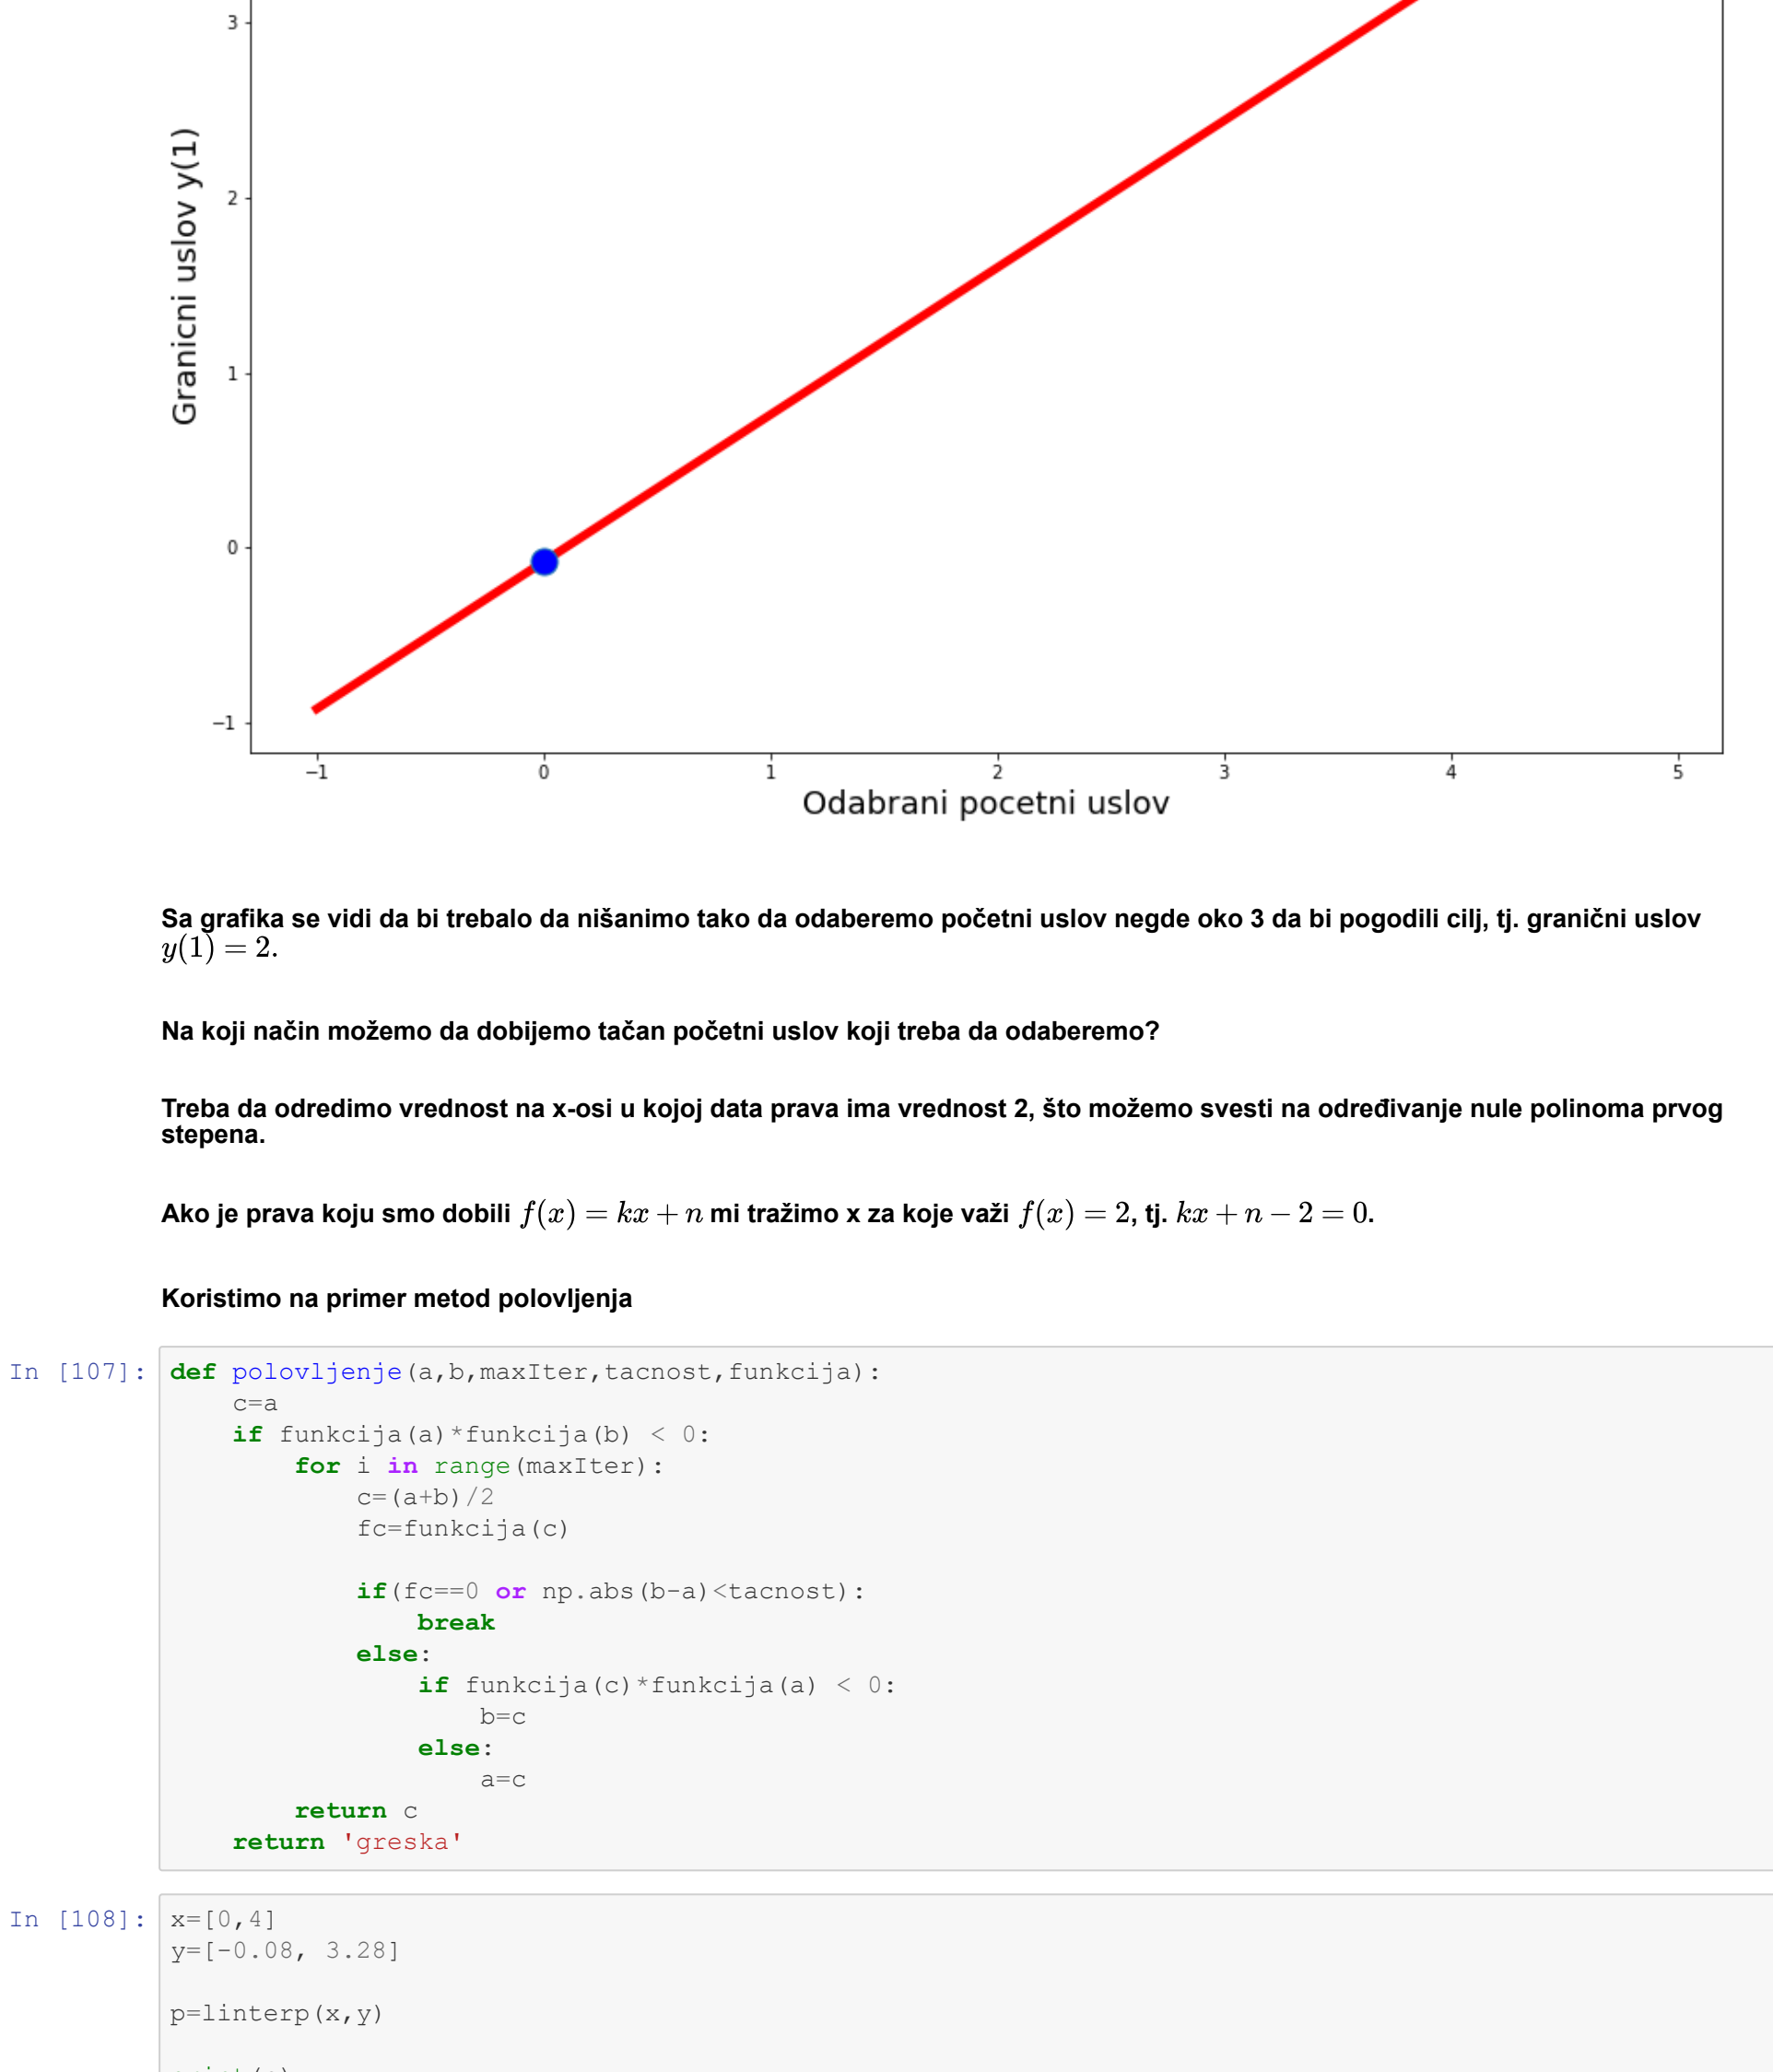 3
2
1
0
−1
Granicni uslov y(1)
−1 0 1 2 3 4 5
Odabrani pocetni uslov
Sa grafika se vidi da bi trebalo da nišanimo tako da odaberemo početni uslov negde oko 3 da bi pogodili cilj, tj. granični uslov
y(1) = 2.
Na koji način možemo da dobijemo tačan početni uslov koji treba da odaberemo?
Treba da odredimo vrednost na x-osi u kojoj data prava ima vrednost 2, što možemo svesti na određivanje nule polinoma prvog
stepena.
Ako je prava koju smo dobili f(x) = kx + n mi tražimo x za koje važi f(x) = 2, tj. kx + n − 2 = 0.
Koristimo na primer metod polovljenja
In [107]: def polovljenje(a,b,maxIter,tacnost,funkcija):
    c=a
    if funkcija(a)*funkcija(b) < 0:
        for i in range(maxIter):
            c=(a+b)/2
            fc=funkcija(c)
            if(fc==0 or np.abs(b-a)<tacnost):
                break
            else:
                if funkcija(c)*funkcija(a) < 0:
                    b=c
                else:
                    a=c
        return c
    return 'greska'
In [108]: x=[0,4]
y=[-0.08, 3.28]
p=linterp(x,y)